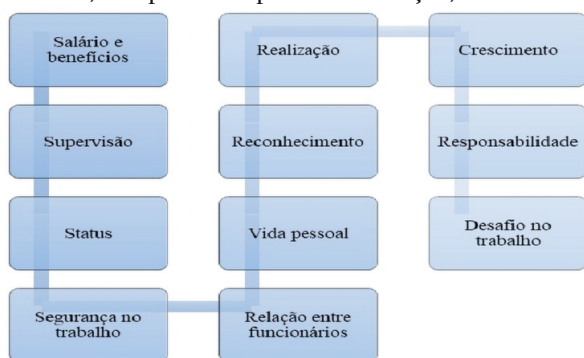 Salário e
benefícios
Supervisão
Status
Segurança no
trabalho
Relação entre
funcionários
Vida pessoal
Reconhecimento
Realização
Crescimento
Responsabilidade
Desafio no
trabalho